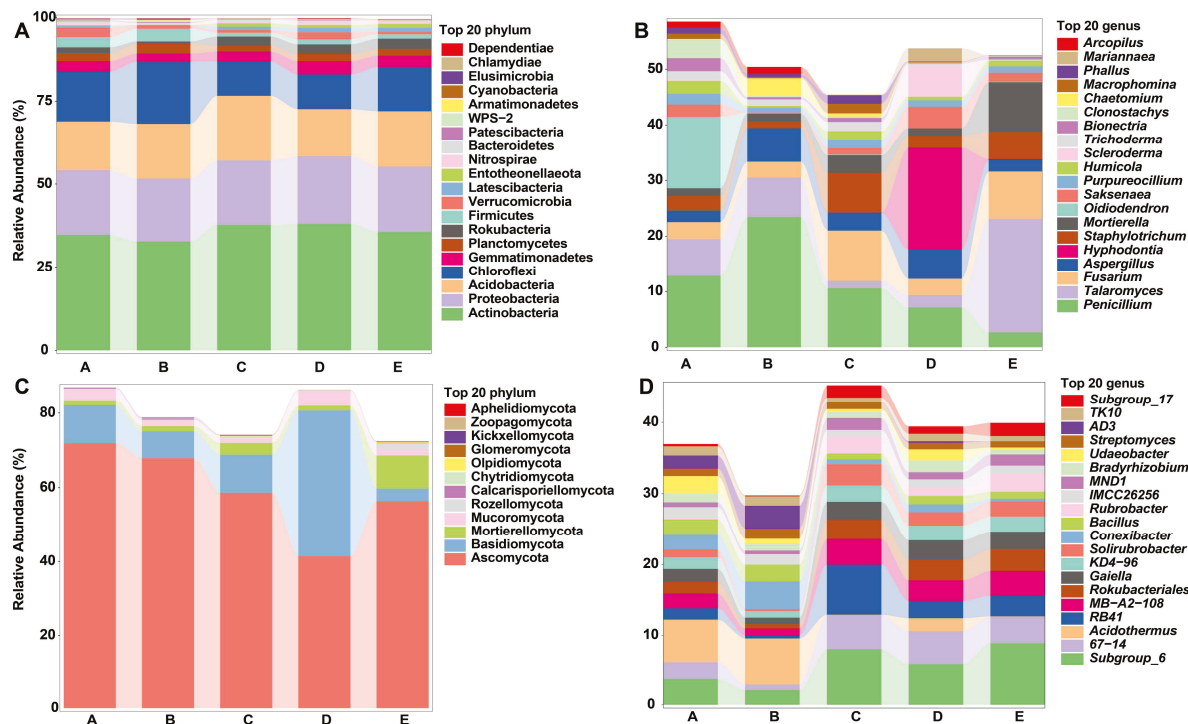 A
Relative Abundance (%)
100
75
50
25
0
A B C D E
Top 20 phylum
Dependentiae
Chlamydiae
Elusimicrobia
Cyanobacteria
Armatimonadetes
WPS-2
Patescibacteria
Bacteroidetes
Nitrospirae
Entotheonellaeota
Latescibacteria
Verrucomicrobia
Firmicutes
Rokubacteria
Planctomycetes
Gemmatimonadetes
Chloroflexi
Acidobacteria
Proteobacteria
Actinobacteria
B
Relative Abundance (%)
50
40
30
20
10
0
A B C D E
Top 20 genus
Arcopilus
Mariannaea
Phallus
Macrophomina
Chaetomium
Clonostachys
Bionectria
Trichoderma
Scleroderma
Humicola
Purpureocillium
Saksenaea
Oidiodendron
Mortierella
Staphylotrichum
Hyphodontia
Aspergillus
Fusarium
Talaromyces
Penicillium
C
Relative Abundance (%)
80
60
40
20
0
A B C D E
Top 20 phylum
Aphelidiomycota
Zoopagomycota
Kickxellomycota
Glomeromycota
Olpidiomycota
Chytridiomycota
Calcarisporiellomycota
Rozellomycota
Mucoromycota
Mortierellomycota
Basidiomycota
Ascomycota
D
Relative Abundance (%)
40
30
20
10
0
A B C D E
Top 20 genus
Subgroup_17
TK10
AD3
Streptomyces
Udaeobacter
Bradyrhizobium
MND1
IMCC26256
Rubrobacter
Bacillus
Conexibacter
Solirubrobacter
KD4-96
Gaiella
Rokubacteriales
MB-A2-108
RB41
Acidothermus
67-14
Subgroup_6